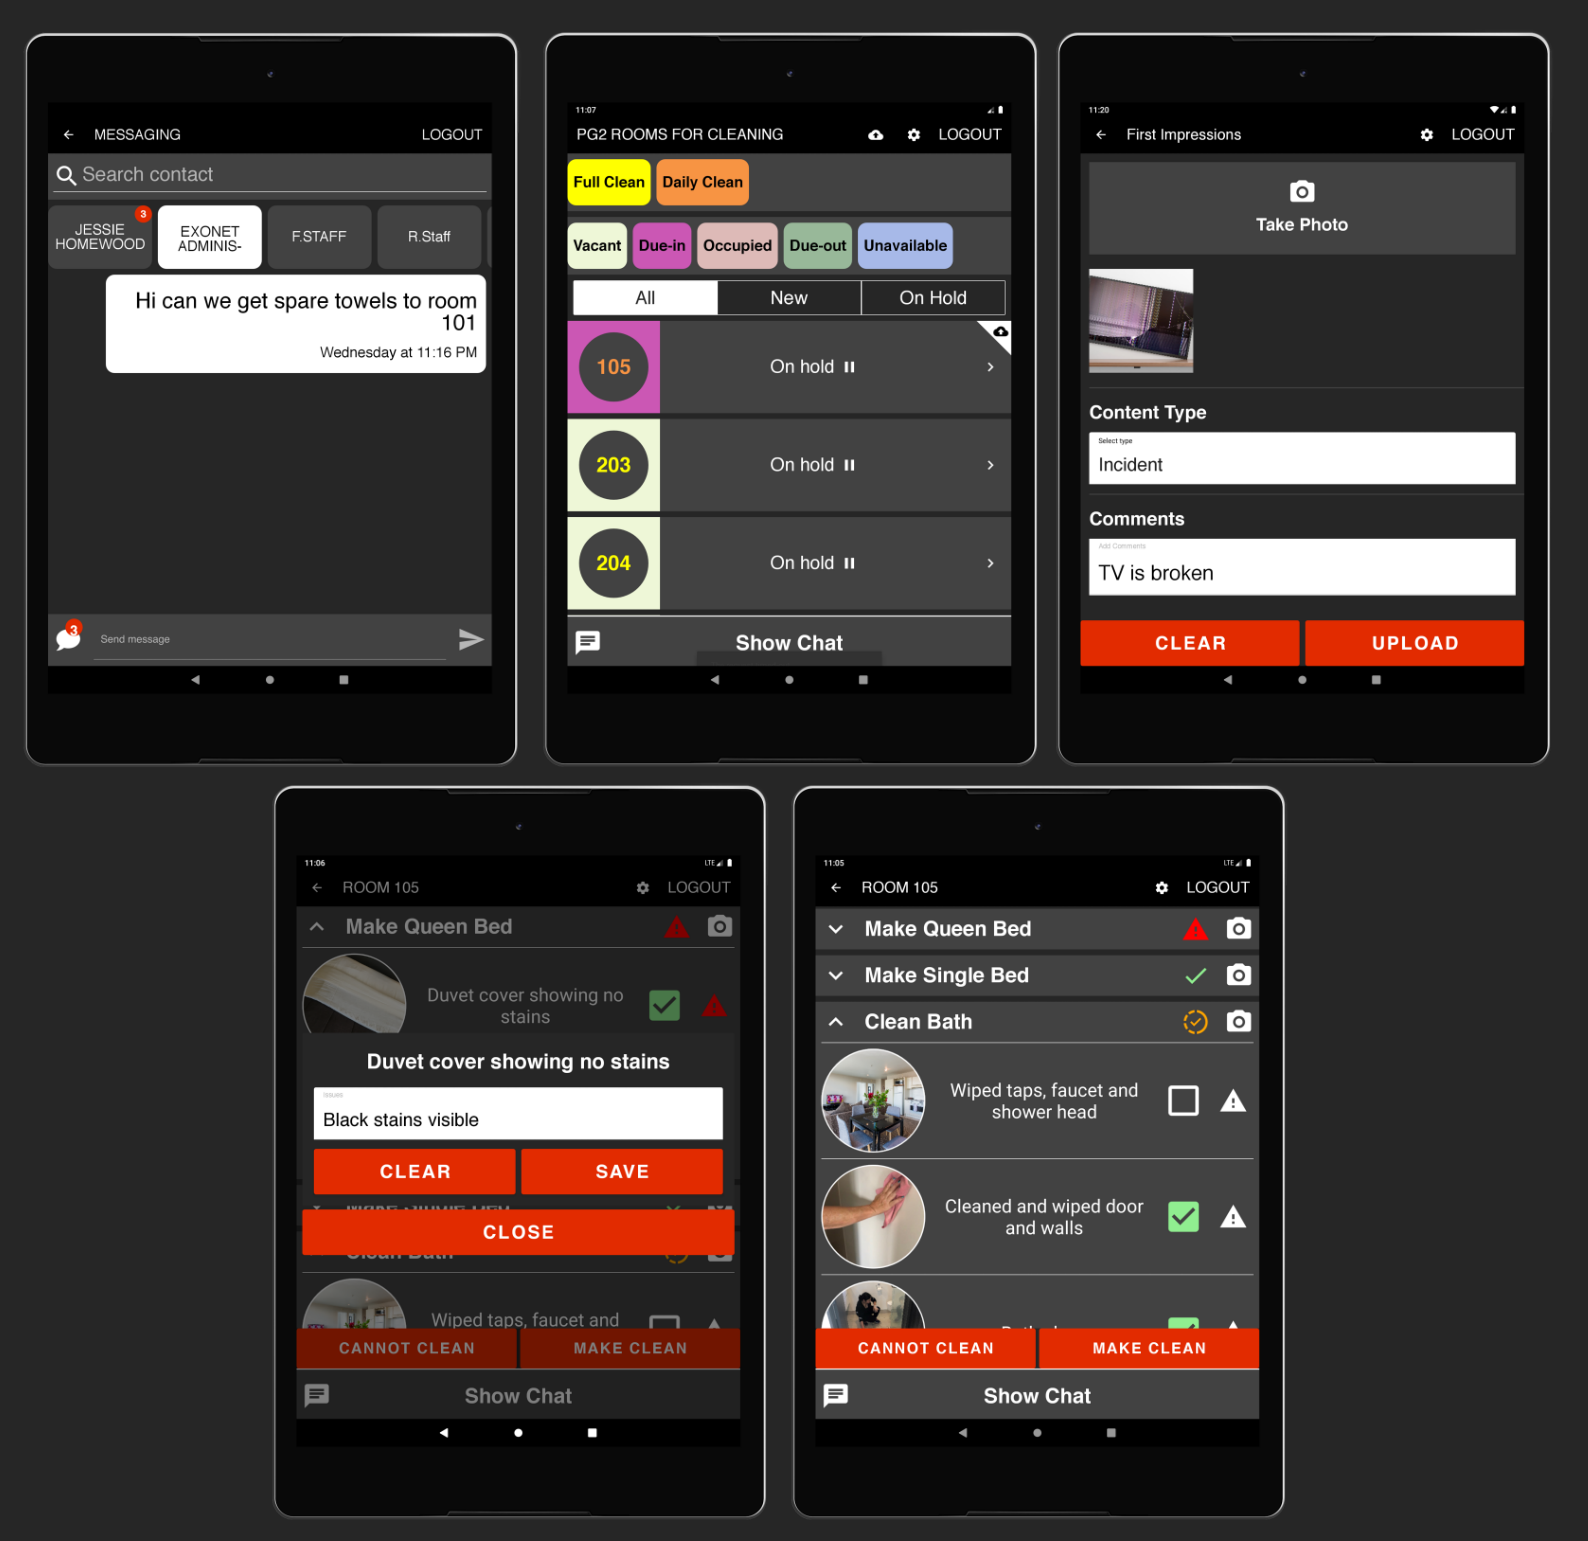 MESSAGING
LOGOUT
Search contact
JESSIE
HOMEWOOD
3
EXONET
ADMINIS-
F.STAFF
R.Staff
Hi can we get spare towels to room
101
Wednesday at 11:16 PM
3
Send message
11:07
PG2 ROOMS FOR CLEANING
LOGOUT
Full Clean
Daily Clean
Vacant
Due-in
Occupied
Due-out
Unavailable
All
New
On Hold
105
On hold
203
On hold
204
On hold
Show Chat
11:20
First Impressions
LOGOUT
Take Photo
Content Type
Select type
Incident
Comments
Add Comments
TV is broken
CLEAR
UPLOAD
11:06
LTE
ROOM 105
LOGOUT
Make Queen Bed
Duvet cover showing no
stains
Duvet cover showing no stains
Issues
Black stains visible
CLEAR
SAVE
Make Single Bed
CLOSE
Clean Bath
Wiped taps, faucet and
CANNOT CLEAN
MAKE CLEAN
Show Chat
11:05
LTE
ROOM 105
LOGOUT
Make Queen Bed
Make Single Bed
Clean Bath
Wiped taps, faucet and
shower head
Cleaned and wiped door
and walls
CANNOT CLEAN
MAKE CLEAN
Show Chat